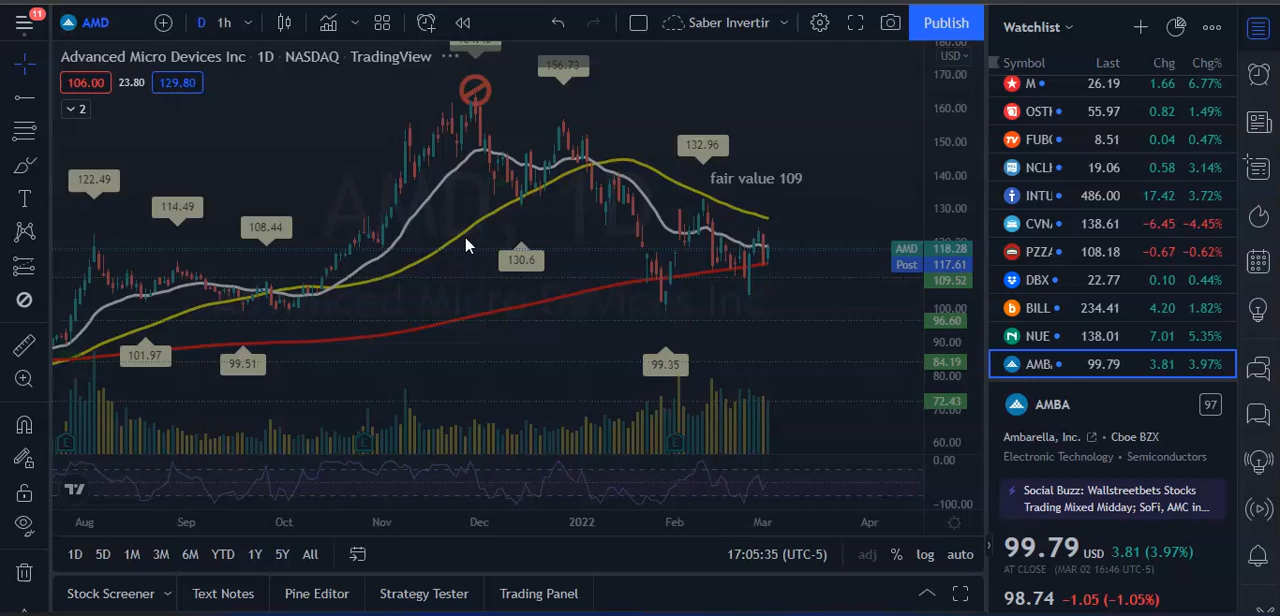 11
AMD
D
1h
Saber Invertir
Publish
Advanced Micro Devices Inc · 1D · NASDAQ · TradingView
106.00
23.80
129.80
2
USD
170.00
160.00
150.00
140.00
130.00
100.00
90.00
80.00
60.00
0.00
-100.00
AMD 118.28
Post 117.61
109.52
96.60
84.19
72.43
156.73
132.96
fair value 109
122.49
114.49
108.44
130.6
101.97
99.51
99.35
E
E
E
Aug
Sep
Oct
Nov
Dec
2022
Feb
Mar
Apr
1D
5D
1M
3M
6M
YTD
1Y
5Y
All
17:05:35 (UTC-5)
adj
%
log
auto
Stock Screener
Text Notes
Pine Editor
Strategy Tester
Trading Panel
Watchlist
Symbol Last Chg Chg%
M 26.19 1.66 6.77%
55.97 0.82 1.49%
8.51 0.04 0.47%
NCLH 19.06 0.58 3.14%
INTU 486.00 17.42 3.72%
138.61 -6.45 -4.45%
108.18 -0.67 -0.62%
DBX 22.77 0.10 0.44%
BILL 234.41 4.20 1.82%
NUE 138.01 7.01 5.35%
99.79 3.81 3.97%
AMBA
97
Ambarella, Inc. · Cboe BZX
Electronic Technology · Semiconductors
Social Buzz: Wallstreetbets Stocks
Trading Mixed Midday; SoFi, AMC in...
99.79 USD 3.81 (3.97%)
AT CLOSE (MAR 02 16:46 UTC-5)
98.74 -1.05 (-1.05%)